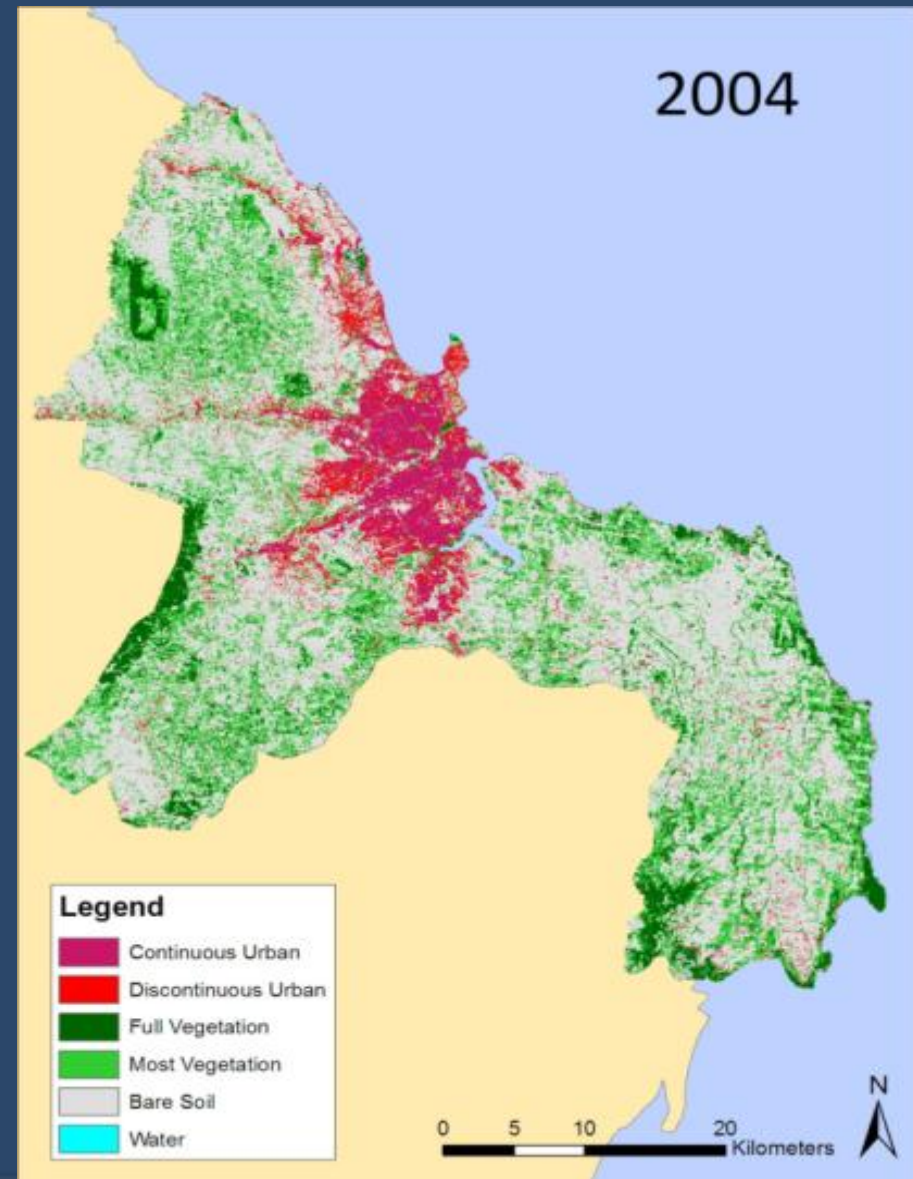 2004
Legend
Continuous Urban
Discontinuous Urban
Full Vegetation
Most Vegetation
Bare Soil
Water
0 5 10 20
Kilometers
N